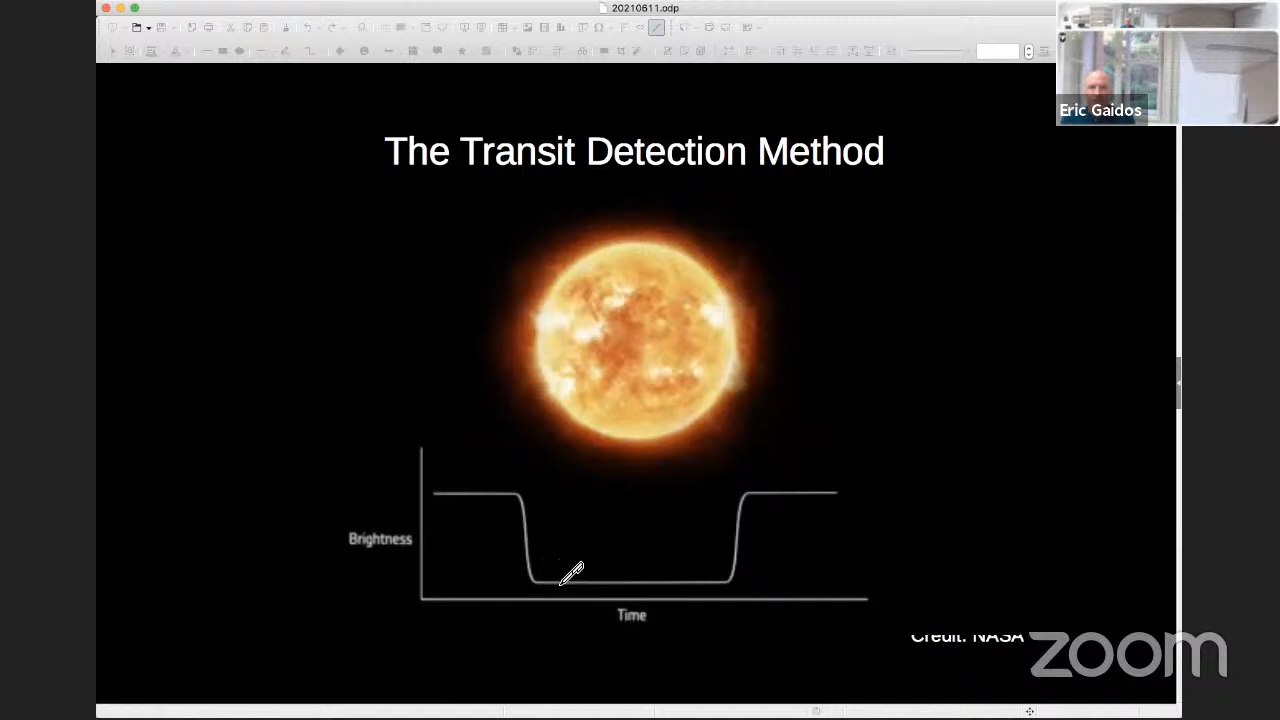 20210611.odp
Eric Gaidos
The Transit Detection Method
Brightness
Time
Credit: NASA
zoom